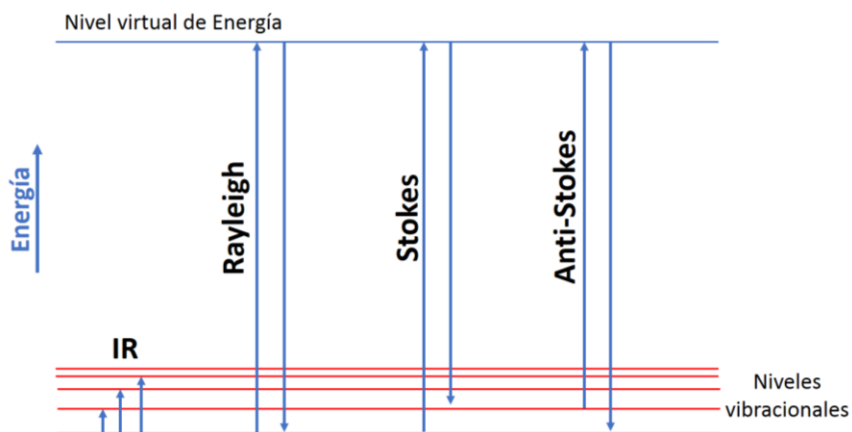 Nivel virtual de Energía
Energía
Rayleigh
Stokes
Anti-Stokes
IR
Niveles
vibracionales